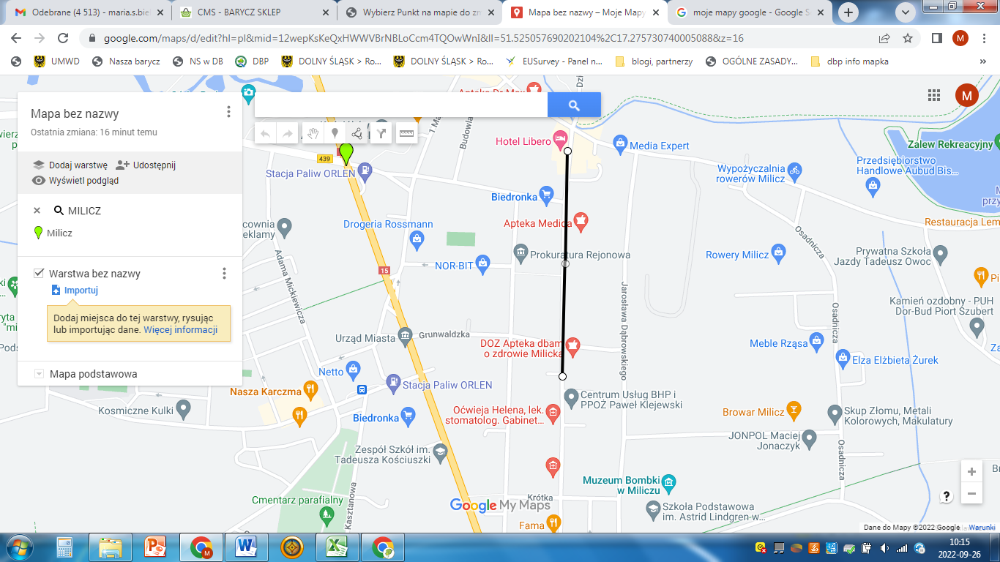 Odebrane (4 513) - maria.s.bie
CMS - BARYCZ SKLEP
Wybierz Punkt na mapie do zn
Mapa bez nazwy – Moje Mapy
moje mapy google - Google S
google.com/maps/d/edit?hl=pl&mid=12wepKsKeQxHWWVBrNBLoCcm4TQOwWnI&ll=51.525057690202104%2C17.275730740005088&z=16
M
UMWD
Nasza barycz
NS w DB
DBP
DOLNY ŚLĄSK > Ro...
DOLNY ŚLĄSK > Ro...
EUSurvey - Panel n...
blogi, partnerzy
OGÓLNE ZASADY...
dbp info mapka
»
Mapa bez nazwy
Ostatnia zmiana: 16 minut temu
Dodaj warstwę
Udostępnij
Wyświetl podgląd
MILICZ
Milicz
Warstwa bez nazwy
Importuj
Dodaj miejsca do tej warstwy, rysując
lub importując dane. Więcej informacji
Mapa podstawowa
M
1 Ma
Budowl
Hotel Libero
Media Expert
Zalew Rekreacyjny
439
Stacja Paliw ORLEN
Wypożyczalnia
rowerów Milicz
Przedsiębiorstwo
Handlowe Aubud Bis...
Biedronka
Drogeria Rossmann
Apteka Medica
Restauracja Lem
Osadnicza
Adama Mickiewicza
NOR-BIT
Prokuratura Rejonowa
Rowery Milicz
Prywatna Szkoła
Jazdy Tadeusz Owoc
15
Jarosława Dąbrowskiego
Kamień ozdobny - PUH
Dor-Bud Piort Szubert
Osadnicza
Urząd Miasta
Grunwaldzka
DOZ Apteka dbam
o zdrowie Milicka
Meble Rząsa
Elza Elżbieta Żurek
Netto
Stacja Paliw ORLEN
Nasza Karczma
Centrum Usług BHP i
PPOŻ Paweł Klejewski
Kosmiczne Kulki
Biedronka
Oćwieja Helena, lek.
stomatolog. Gabinet...
Browar Milicz
Skup Złomu, Metali
Kolorowych, Makulatury
JONPOL Maciej
Jonaczyk
Zespół Szkół im.
Tadeusza Kościuszki
Osadnicza
Muzeum Bombki
w Miliczu
Kasztanowa
Cmentarz parafialny
Krótka
Google My Maps
Szkoła Podstawowa
im. Astrid Lindgren w...
Fama
Dane do Mapy ©2022 Google
Warunki
10:15
2022-09-26